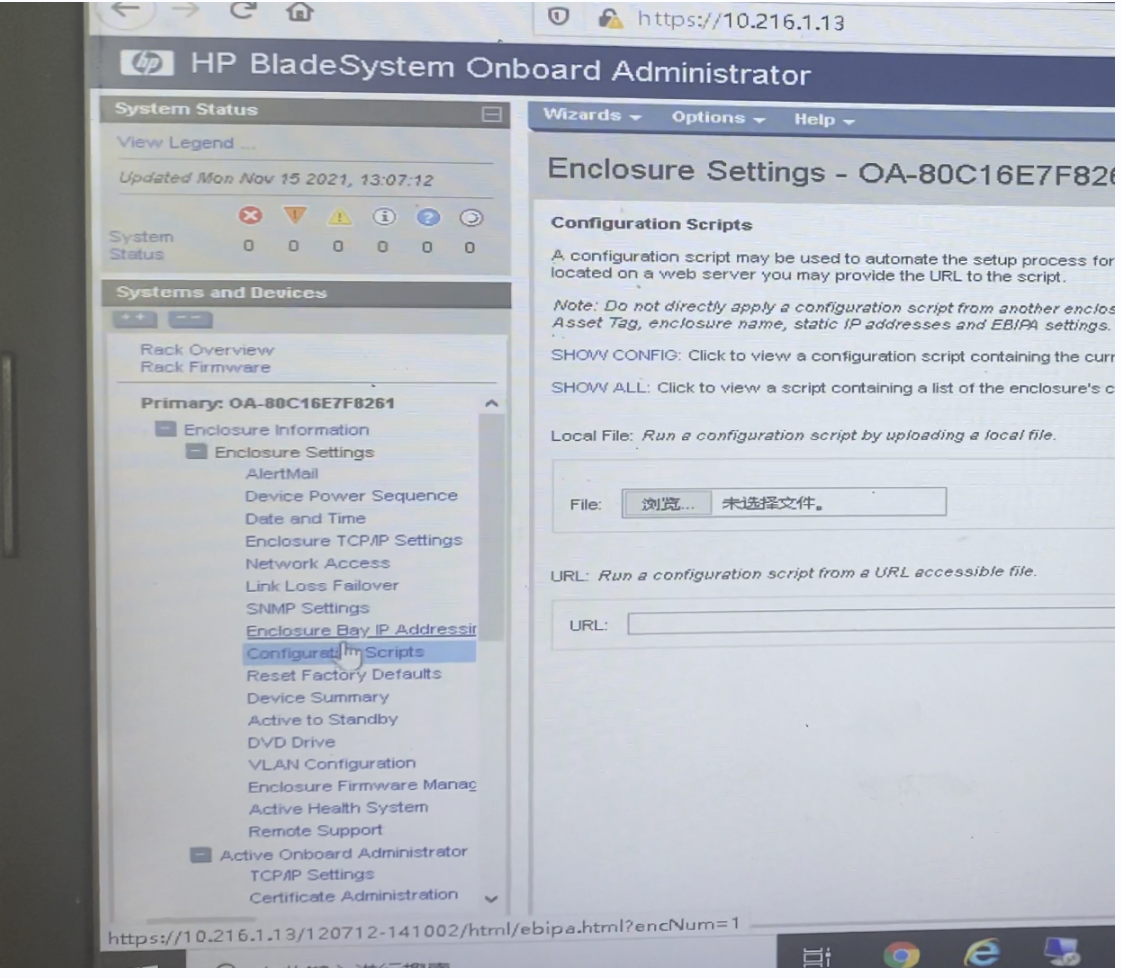 https://10.216.1.13
hp HP BladeSystem Onboard Administrator
System Status
View Legend ...
Updated Mon Nov 15 2021, 13:07:12
System Status
0 0 0 0 0 0
Systems and Devices
Rack Overview
Rack Firmware
Primary: OA-80C16E7F8261
Enclosure Information
Enclosure Settings
AlertMail
Device Power Sequence
Date and Time
Enclosure TCP/IP Settings
Network Access
Link Loss Failover
SNMP Settings
Enclosure Bay IP Addressin
Configuration Scripts
Reset Factory Defaults
Device Summary
Active to Standby
DVD Drive
VLAN Configuration
Enclosure Firmware Manag
Active Health System
Remote Support
Active Onboard Administrator
TCP/IP Settings
Certificate Administration
Wizards Options Help
Enclosure Settings - OA-80C16E7F826
Configuration Scripts
A configuration script may be used to automate the setup process for
located on a web server you may provide the URL to the script.
Note: Do not directly apply a configuration script from another enclos
Asset Tag, enclosure name, static IP addresses and EBIPA settings.
SHOW CONFIG: Click to view a configuration script containing the curr
SHOW ALL: Click to view a script containing a list of the enclosure's c
Local File: Run a configuration script by uploading a local file.
File: 浏览... 未选择文件。
URL: Run a configuration script from a URL accessible file.
URL:
https://10.216.1.13/120712-141002/html/ebipa.html?encNum=1